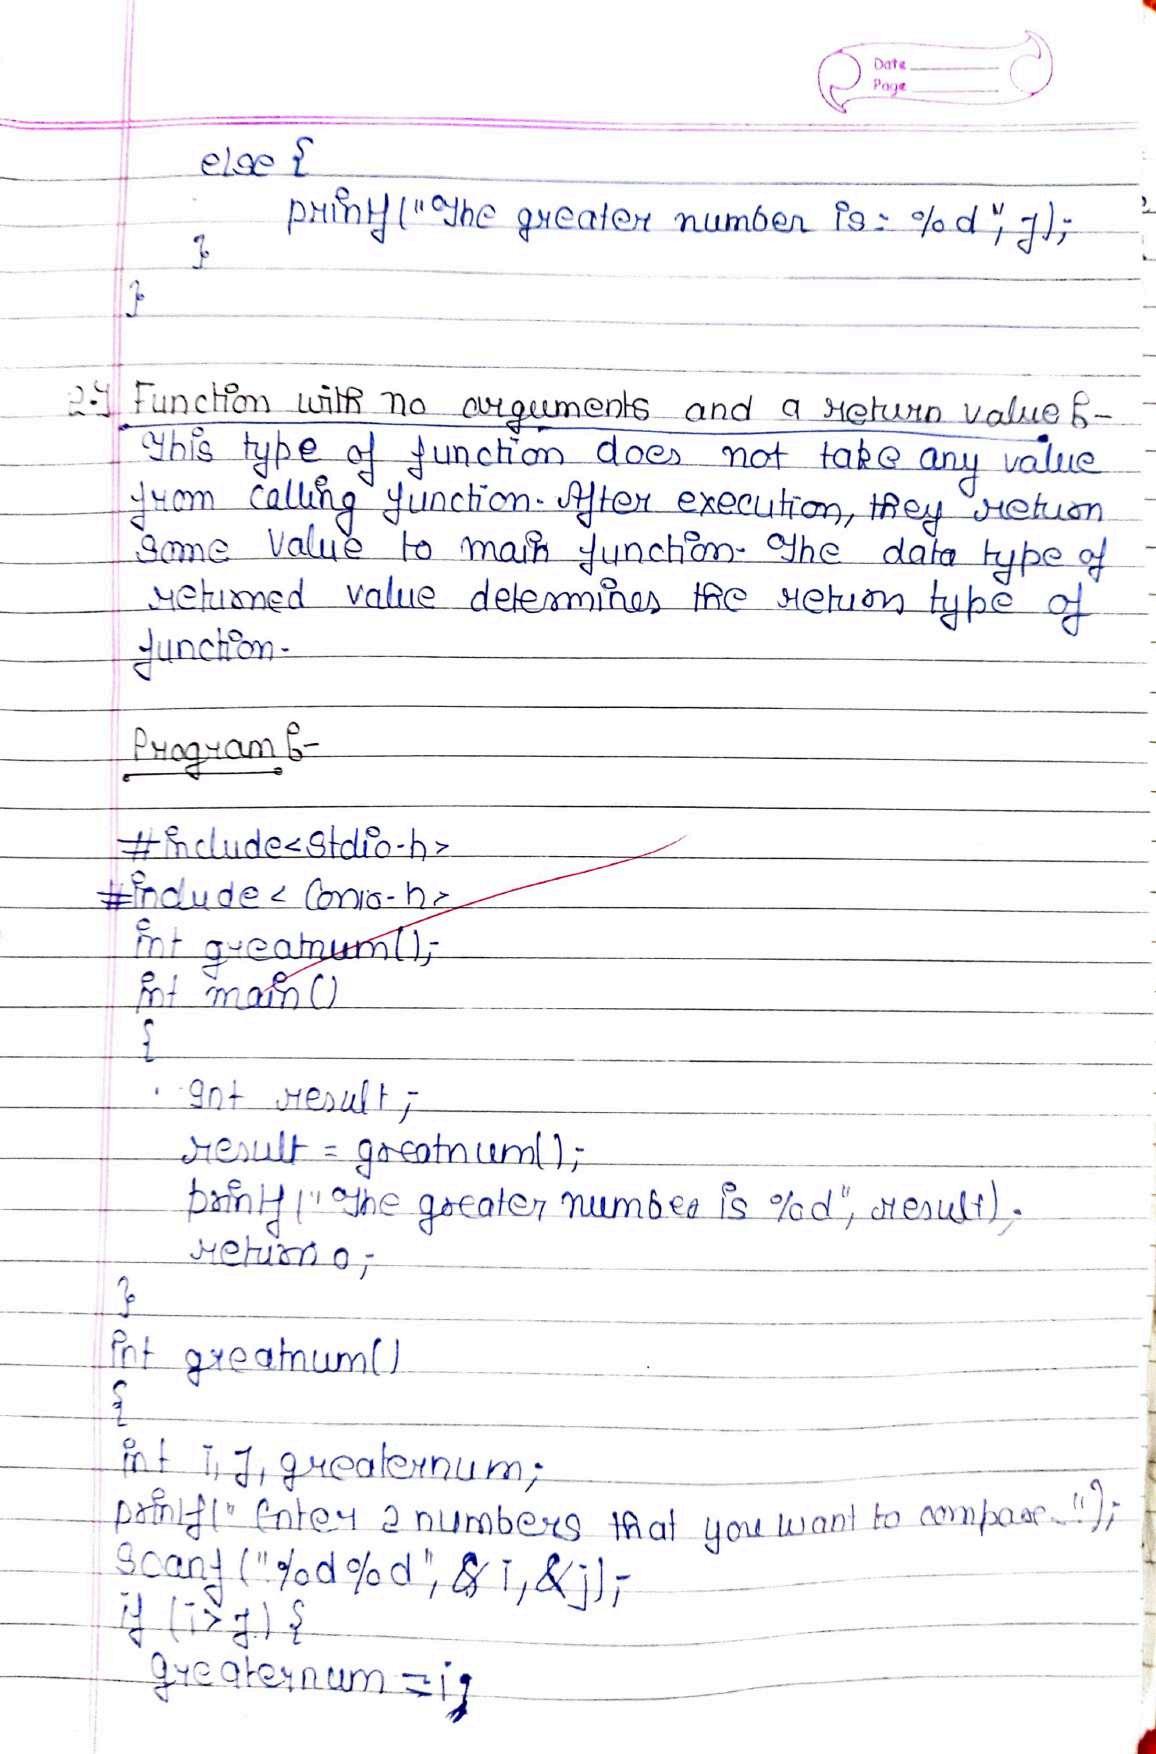 Date
Page
else {
printf("The greater number is: %d", j);
}
}
2.) Function with no arguments and a return value :-
This type of function does not take any value
from calling function. After execution, they return
some value to main function. The data type of
returned value determines the return type of
function.
Program :-
#include<stdio.h>
#include< Conio.h>
int greatnum();
int main()
{
Int result;
result = greatnum();
printf("The greater number is %d", result);
return 0;
}
int greatnum()
{
int i, j, greaternum;
printf(" Enter 2 numbers that you want to compare..");
scanf ("%d%d", &i, &j);
if (i>j) {
greaternum = i;